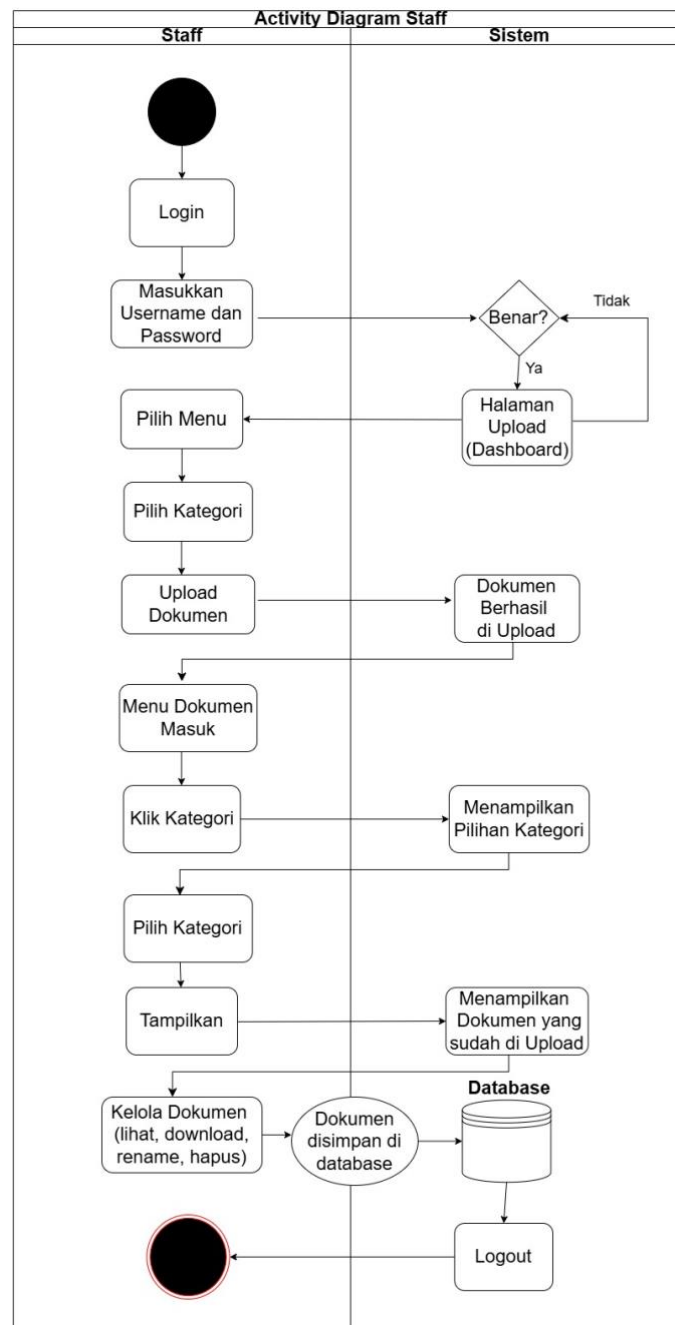 Activity Diagram Staff
Staff
Sistem
Login
Masukkan
Username dan
Password
Benar?
Tidak
Ya
Pilih Menu
Halaman
Upload
(Dashboard)
Pilih Kategori
Upload
Dokumen
Dokumen
Berhasil
di Upload
Menu Dokumen
Masuk
Klik Kategori
Menampilkan
Pilihan Kategori
Pilih Kategori
Tampilkan
Menampilkan
Dokumen yang
sudah di Upload
Kelola Dokumen
(lihat, download,
rename, hapus)
Dokumen
disimpan di
database
Database
Logout